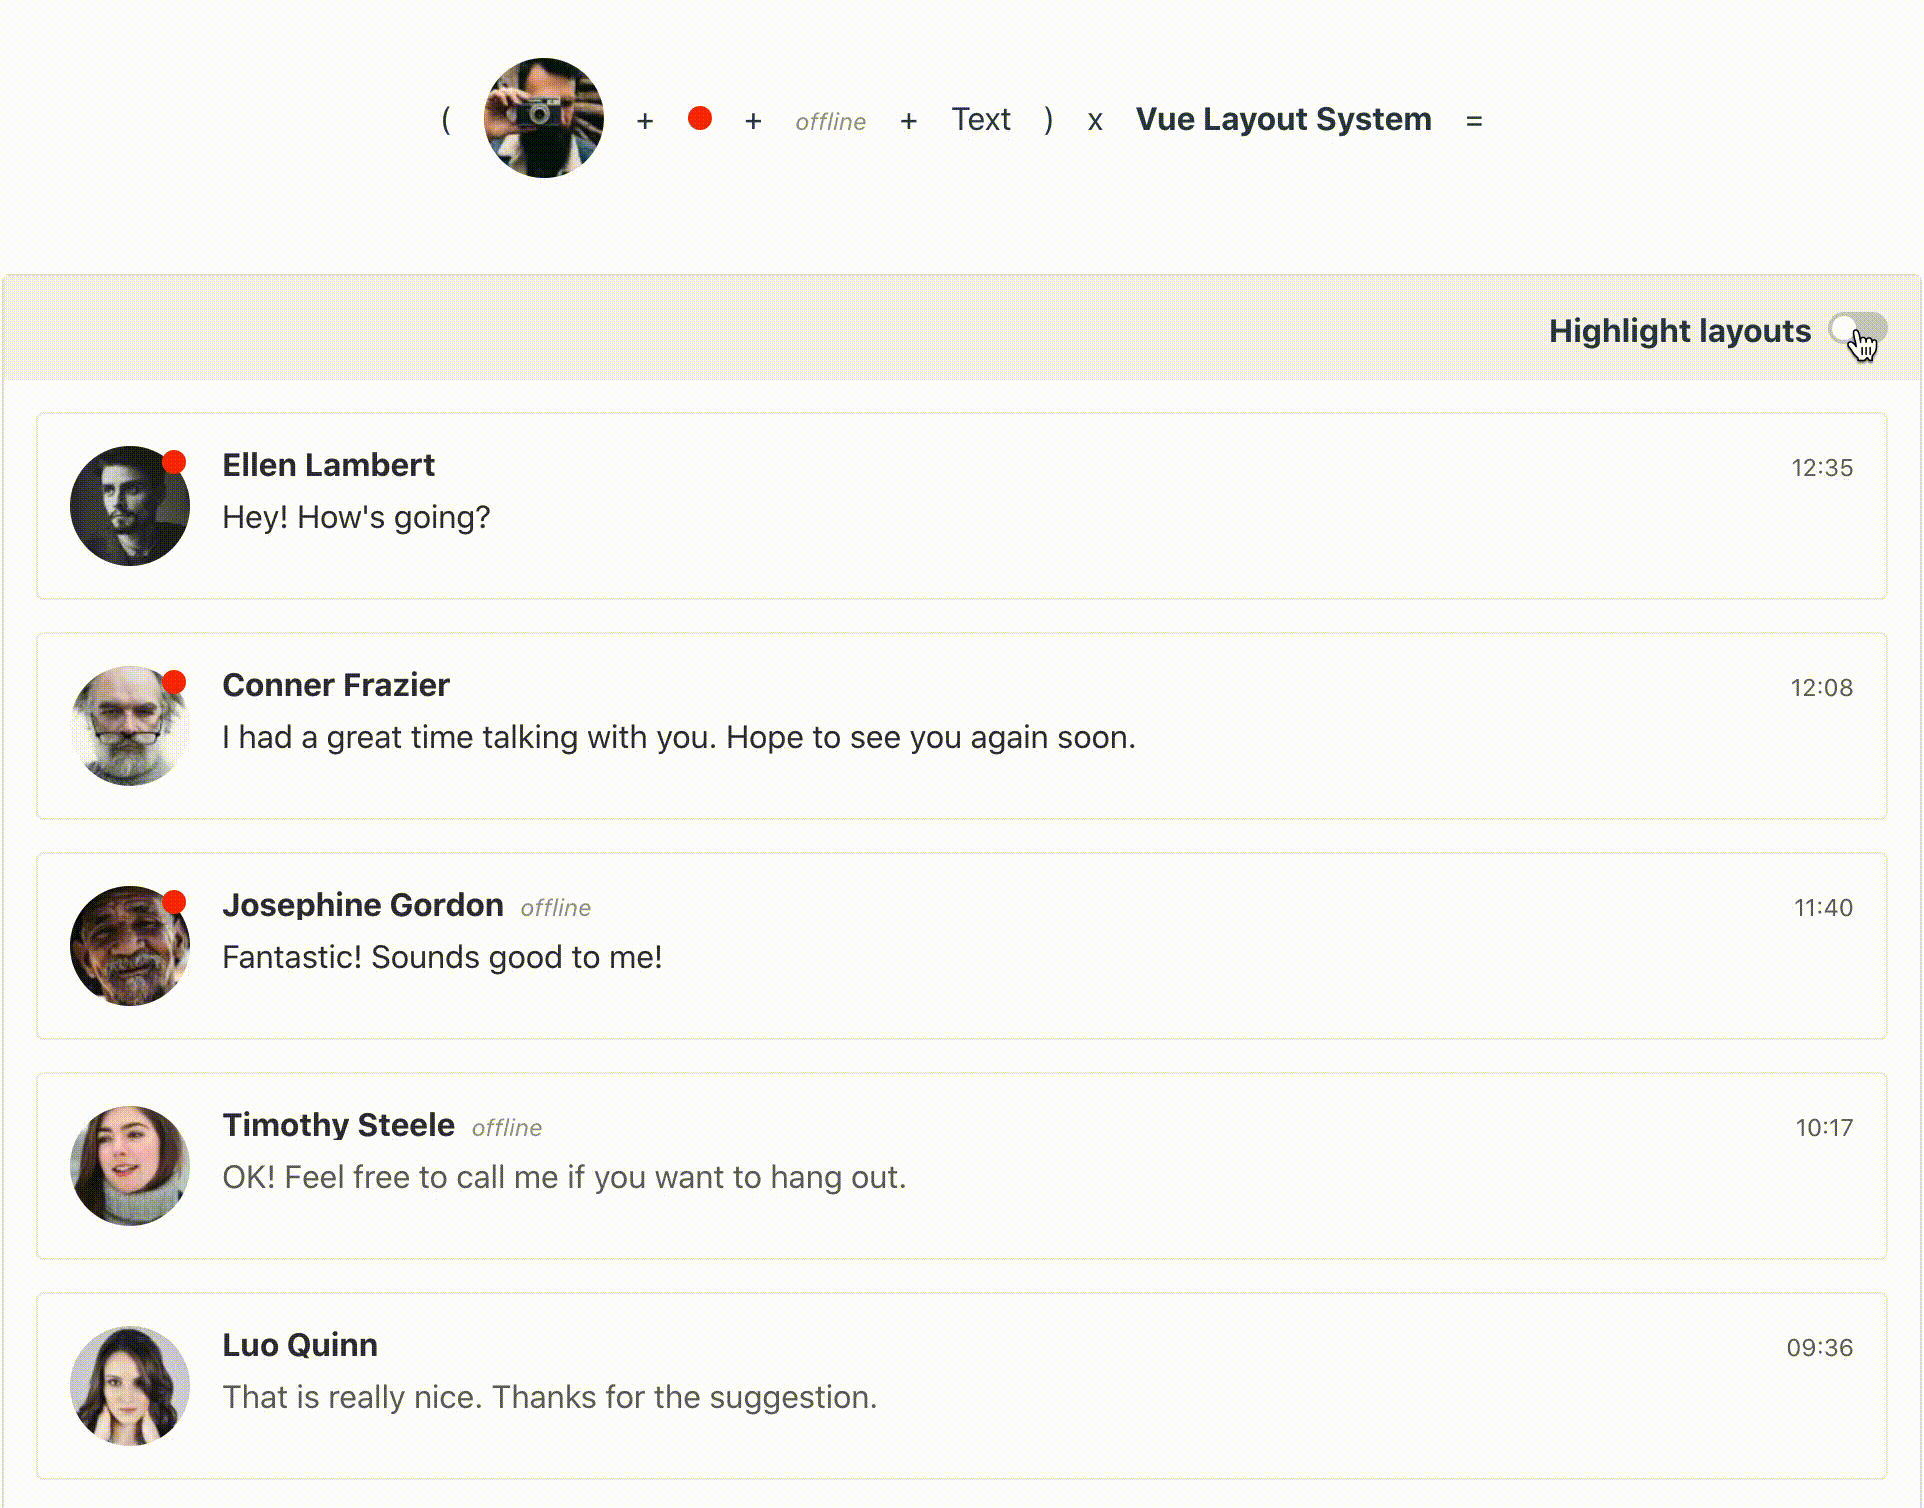 ( + + offline + Text ) x Vue Layout System =
Highlight layouts
Ellen Lambert 12:35
Hey! How's going?
Conner Frazier 12:08
I had a great time talking with you. Hope to see you again soon.
Josephine Gordon offline 11:40
Fantastic! Sounds good to me!
Timothy Steele offline 10:17
OK! Feel free to call me if you want to hang out.
Luo Quinn 09:36
That is really nice. Thanks for the suggestion.